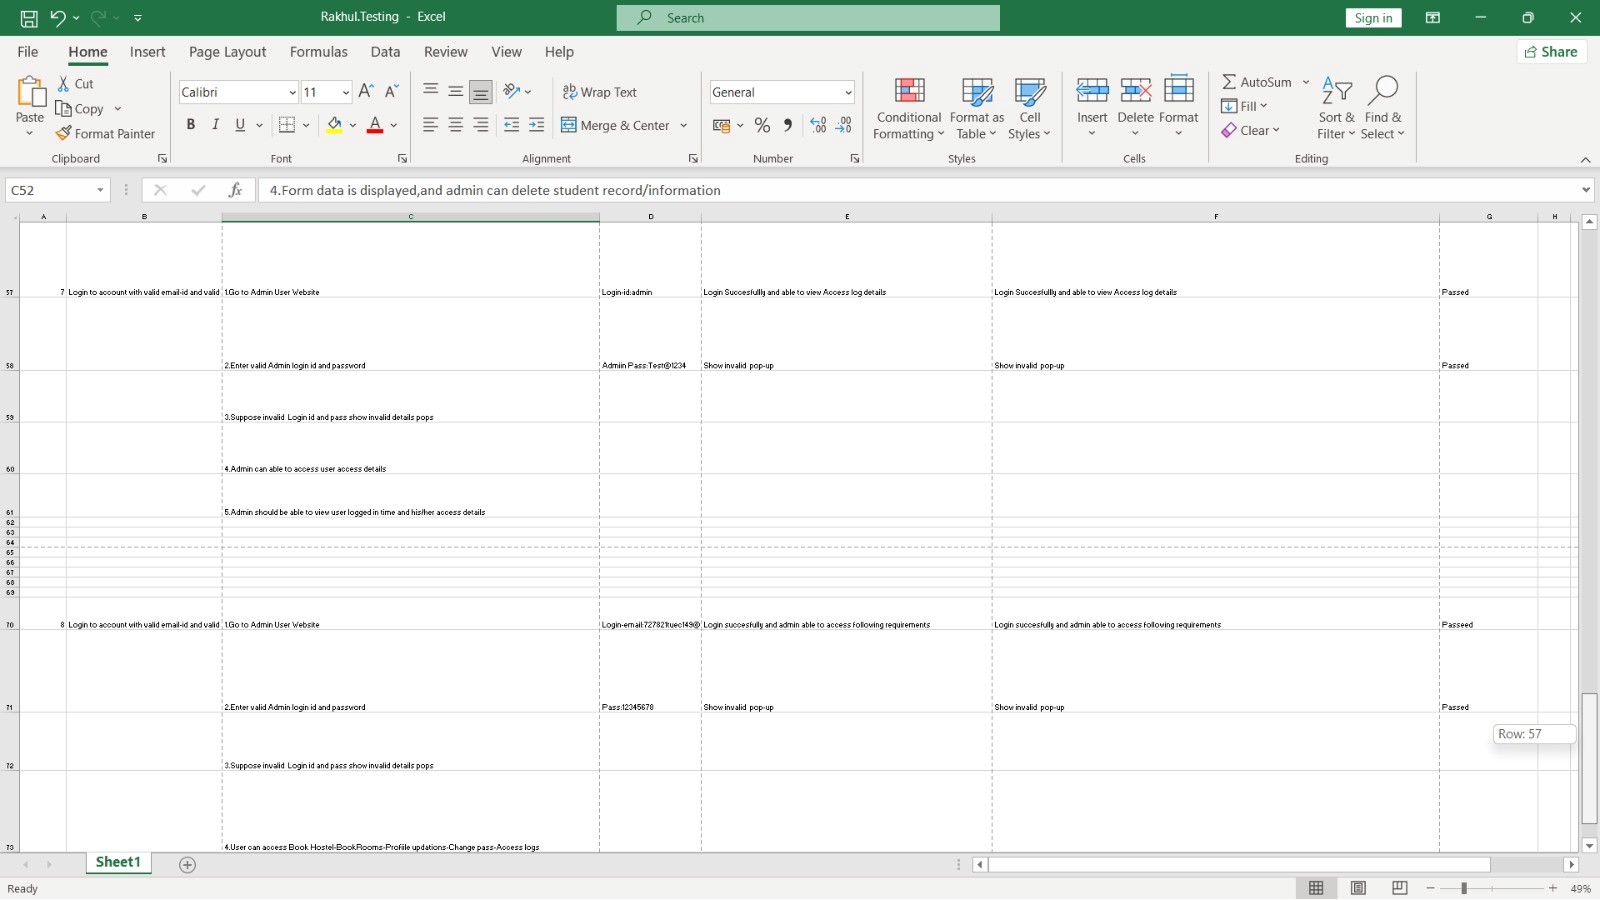 Rakhul.Testing - Excel
Search
Sign in
File Home Insert Page Layout Formulas Data Review View Help
Share
Paste
Cut
Copy
Format Painter
Clipboard
Calibri 11
B I U
Font
Wrap Text
Merge & Center
Alignment
General
Number
Conditional Formatting
Format as Table
Cell Styles
Styles
Insert Delete Format
Cells
AutoSum
Fill
Clear
Sort & Filter
Find & Select
Editing
C52 fx 4.Form data is displayed,and admin can delete student record/information
A B C D E F G H
57 7 Login to account with valid email-id and valid 1.Go to Admin User Website Login-id:admin Login Succesfullly and able to view Access log details Login Succesfullly and able to view Access log details Passed
58 2.Enter valid Admin login id and password Admiin Pass:Test@1234 Show invalid pop-up Show invalid pop-up Passed
59 3.Suppose invalid Login id and pass show invalid details pops
60 4.Admin can able to access user access details
61 5.Admin should be able to view user logged in time and his/her access details
62
63
64
65
66
67
68
69
70 8 Login to account with valid email-id and valid 1.Go to Admin User Website Login-email:727821tuec149@ Login succesfully and admin able to access following requirements Login succesfully and admin able to access following requirements Passeed
71 2.Enter valid Admin login id and password Pass:12345678 Show invalid pop-up Show invalid pop-up Passed
Row: 57
72 3.Suppose invalid Login id and pass show invalid details pops
73 4.User can access Book Hostel-BookRooms-Profiile updations-Change pass-Access logs
Sheet1
Ready
49%